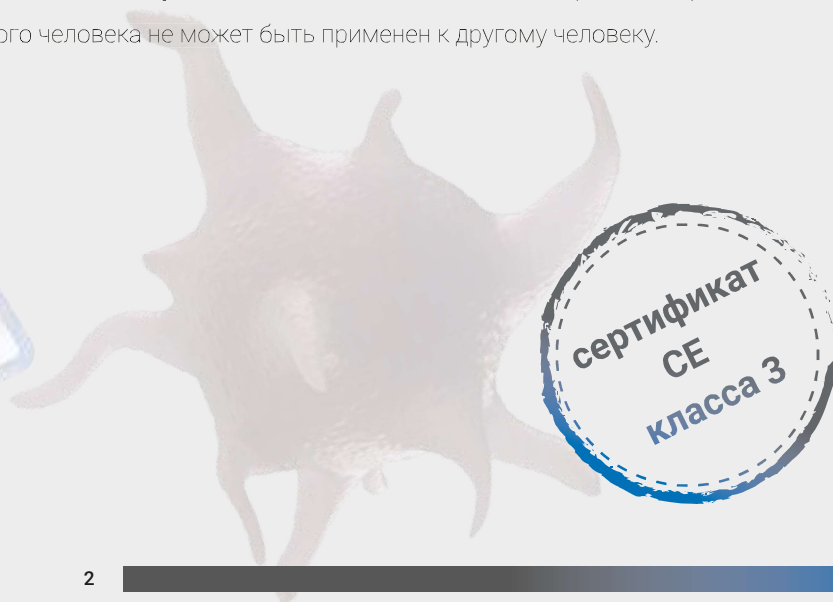 ого человека не может быть применен к другому человеку.
сертификат
СЕ
класса 3
2